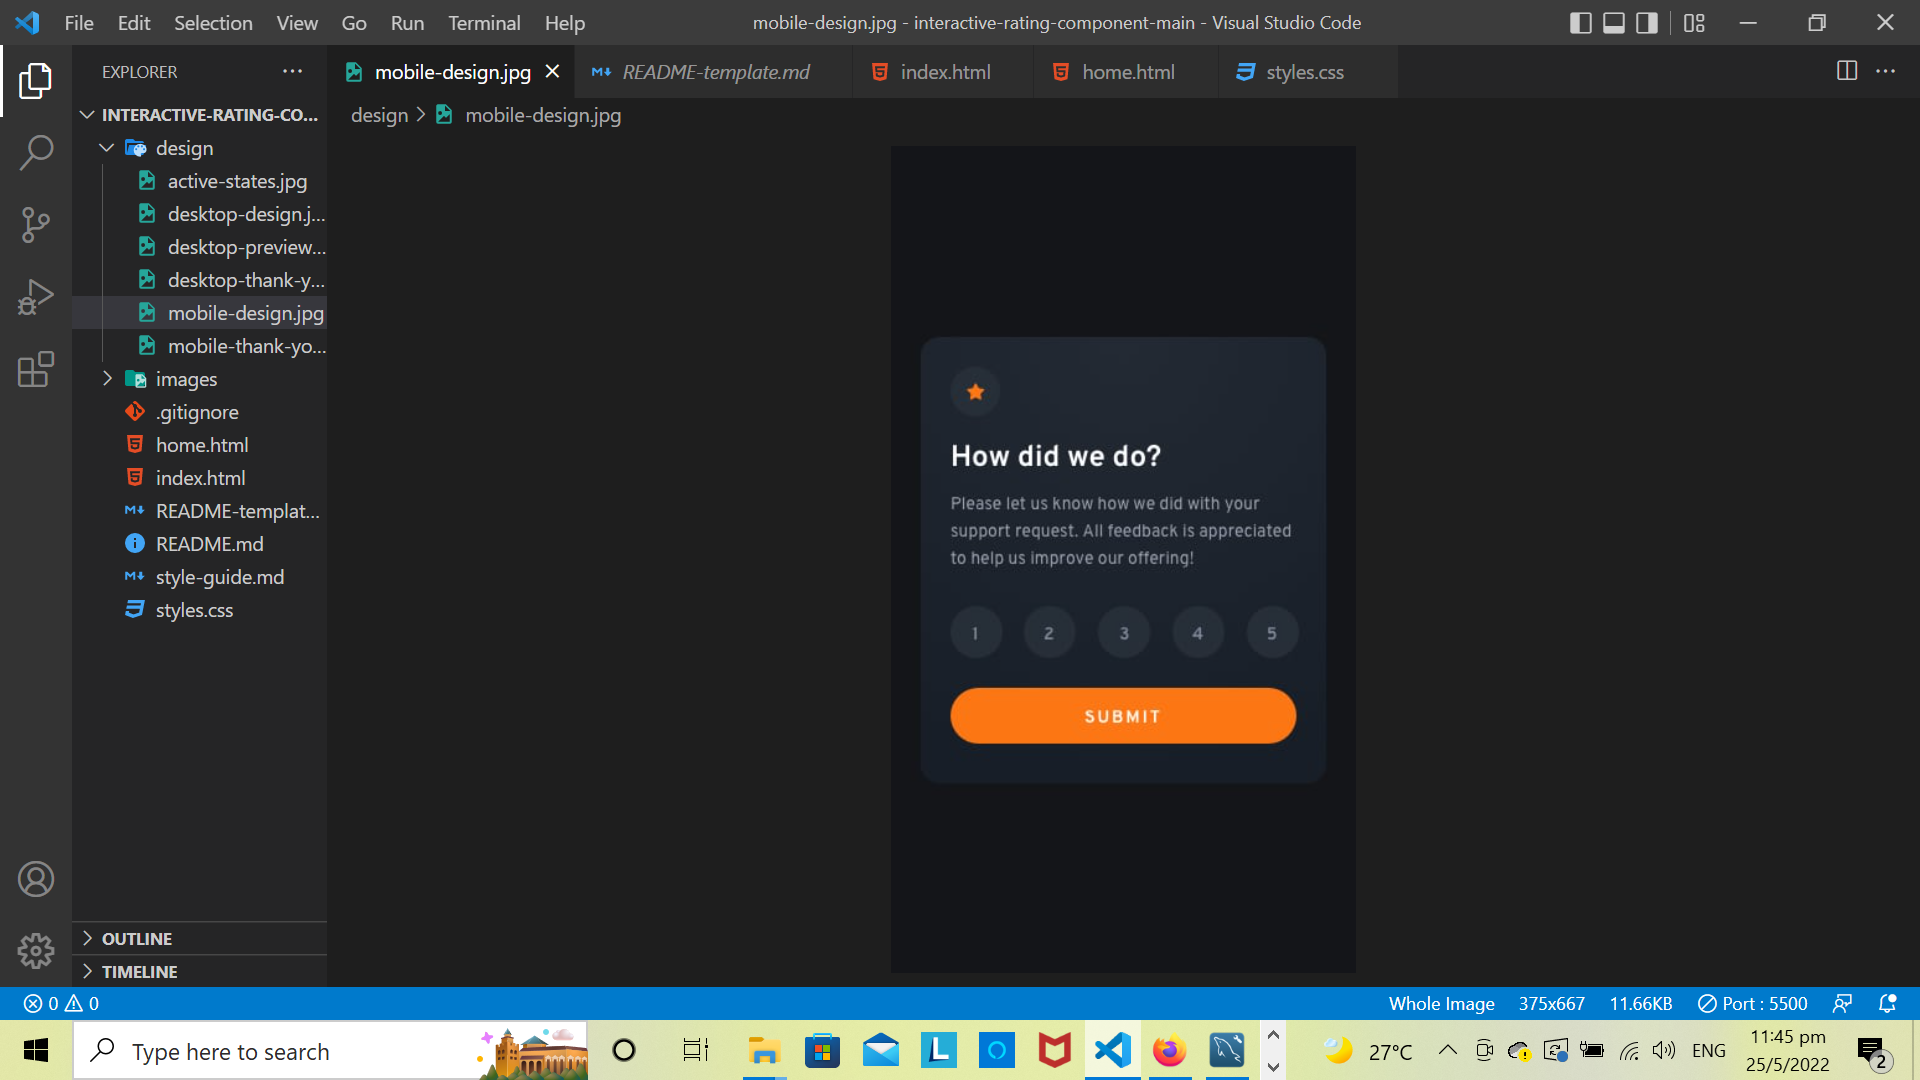 File Edit Selection View Go Run Terminal Help
mobile-design.jpg - interactive-rating-component-main - Visual Studio Code
EXPLORER
INTERACTIVE-RATING-CO...
design
active-states.jpg
desktop-design.j...
desktop-preview...
desktop-thank-y...
mobile-design.jpg
mobile-thank-yo...
images
.gitignore
home.html
index.html
README-templat...
README.md
style-guide.md
styles.css
OUTLINE
TIMELINE
mobile-design.jpg README-template.md index.html home.html styles.css
design > mobile-design.jpg
How did we do?
Please let us know how we did with your
support request. All feedback is appreciated
to help us improve our offering!
1 2 3 4 5
SUBMIT
0 0
Whole Image 375x667 11.66KB Port : 5500
Type here to search
L
27°C
ENG
11:45 pm
25/5/2022
2